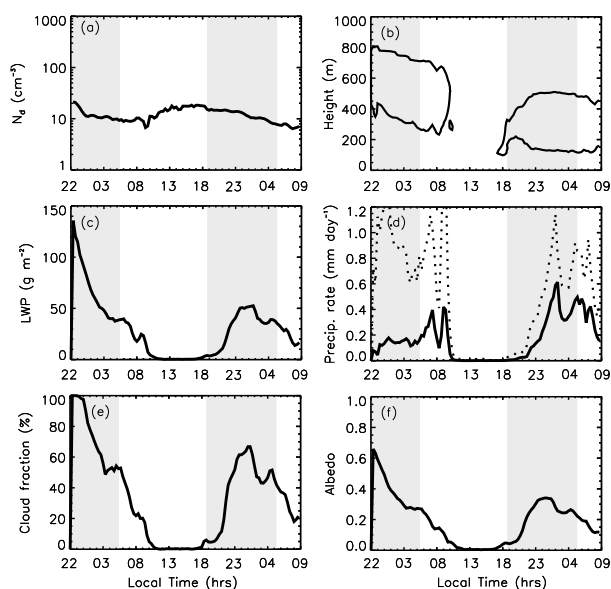 (a)
N_d (cm⁻³)
1000
100
10
1
22 03 08 13 18 23 04 09
(b)
Height (m)
1000
800
600
400
200
0
22 03 08 13 18 23 04 09
(c)
LWP (g m⁻²)
150
100
50
0
22 03 08 13 18 23 04 09
(d)
Precip. rate (mm day⁻¹)
1.2
1.0
0.8
0.6
0.4
0.2
0.0
22 03 08 13 18 23 04 09
(e)
Cloud fraction (%)
100
80
60
40
20
0
22 03 08 13 18 23 04 09
Local Time (hrs)
(f)
Albedo
1.0
0.8
0.6
0.4
0.2
0.0
22 03 08 13 18 23 04 09
Local Time (hrs)